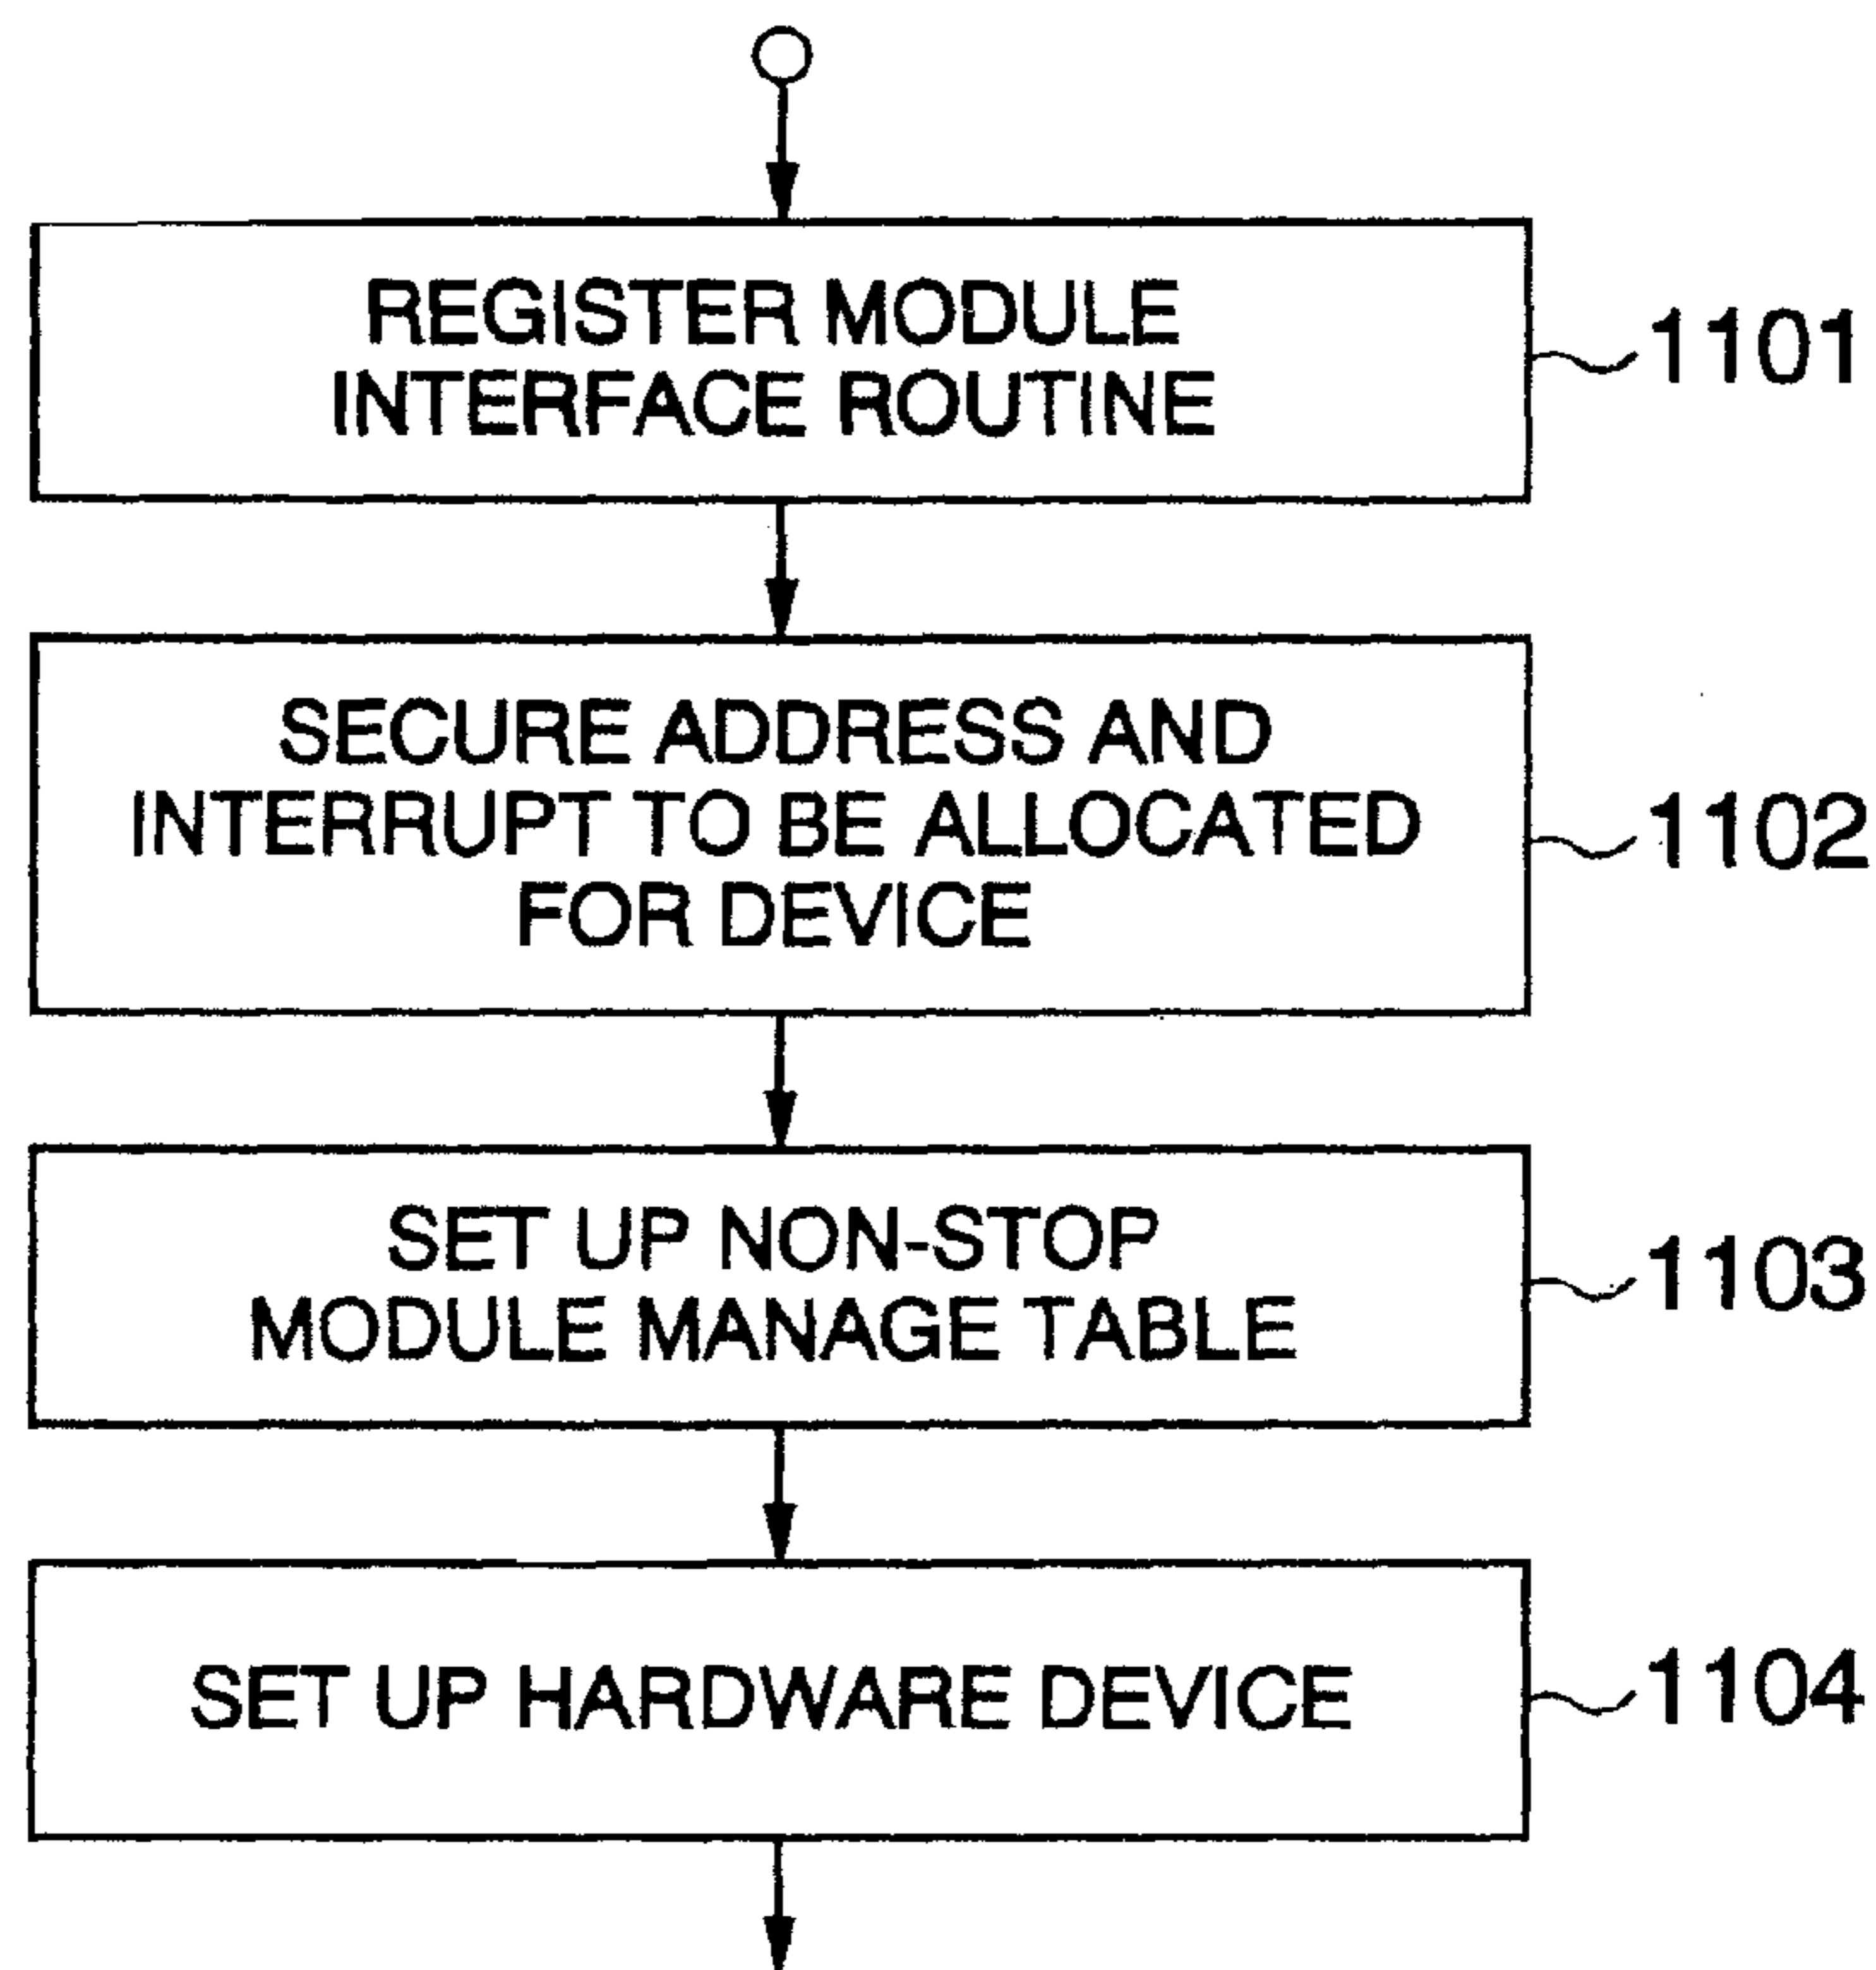 REGISTER MODULE
INTERFACE ROUTINE
1101
SECURE ADDRESS AND
INTERRUPT TO BE ALLOCATED
FOR DEVICE
1102
SET UP NON-STOP
MODULE MANAGE TABLE
1103
SET UP HARDWARE DEVICE
1104